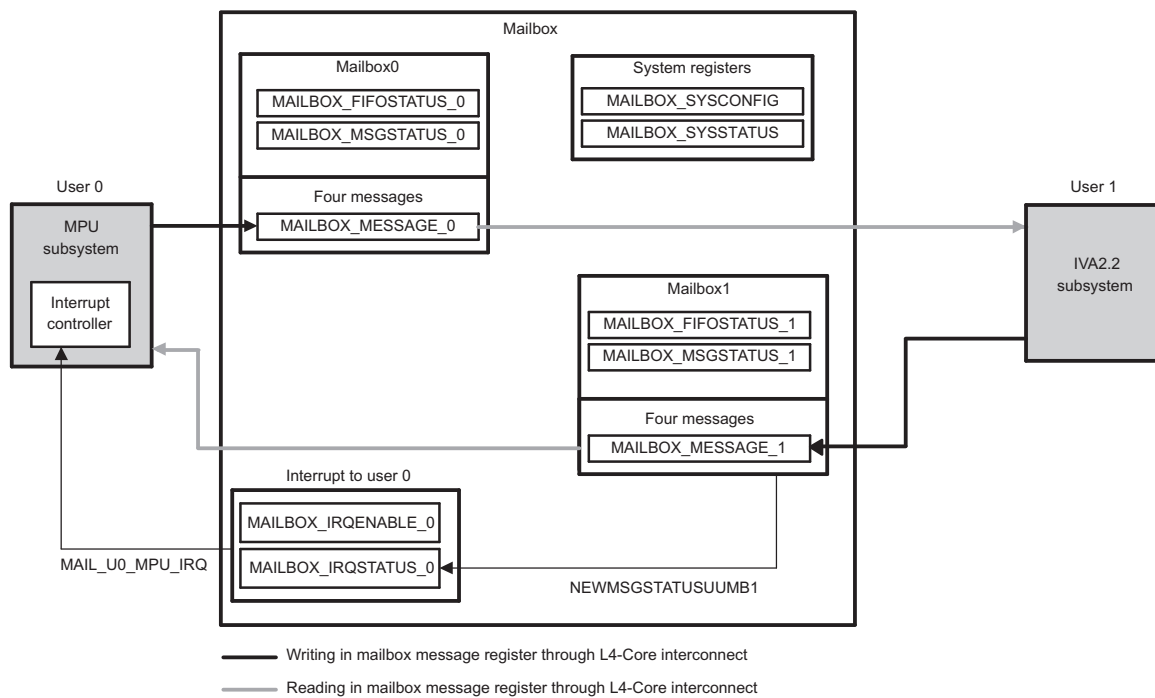 Mailbox
Mailbox0
MAILBOX_FIFOSTATUS_0
MAILBOX_MSGSTATUS_0
Four messages
MAILBOX_MESSAGE_0
System registers
MAILBOX_SYSCONFIG
MAILBOX_SYSSTATUS
User 0
MPU
subsystem
Interrupt
controller
User 1
IVA2.2
subsystem
Mailbox1
MAILBOX_FIFOSTATUS_1
MAILBOX_MSGSTATUS_1
Four messages
MAILBOX_MESSAGE_1
Interrupt to user 0
MAILBOX_IRQENABLE_0
MAILBOX_IRQSTATUS_0
MAIL_U0_MPU_IRQ
NEWMSGSTATUSUUMB1
Writing in mailbox message register through L4-Core interconnect
Reading in mailbox message register through L4-Core interconnect